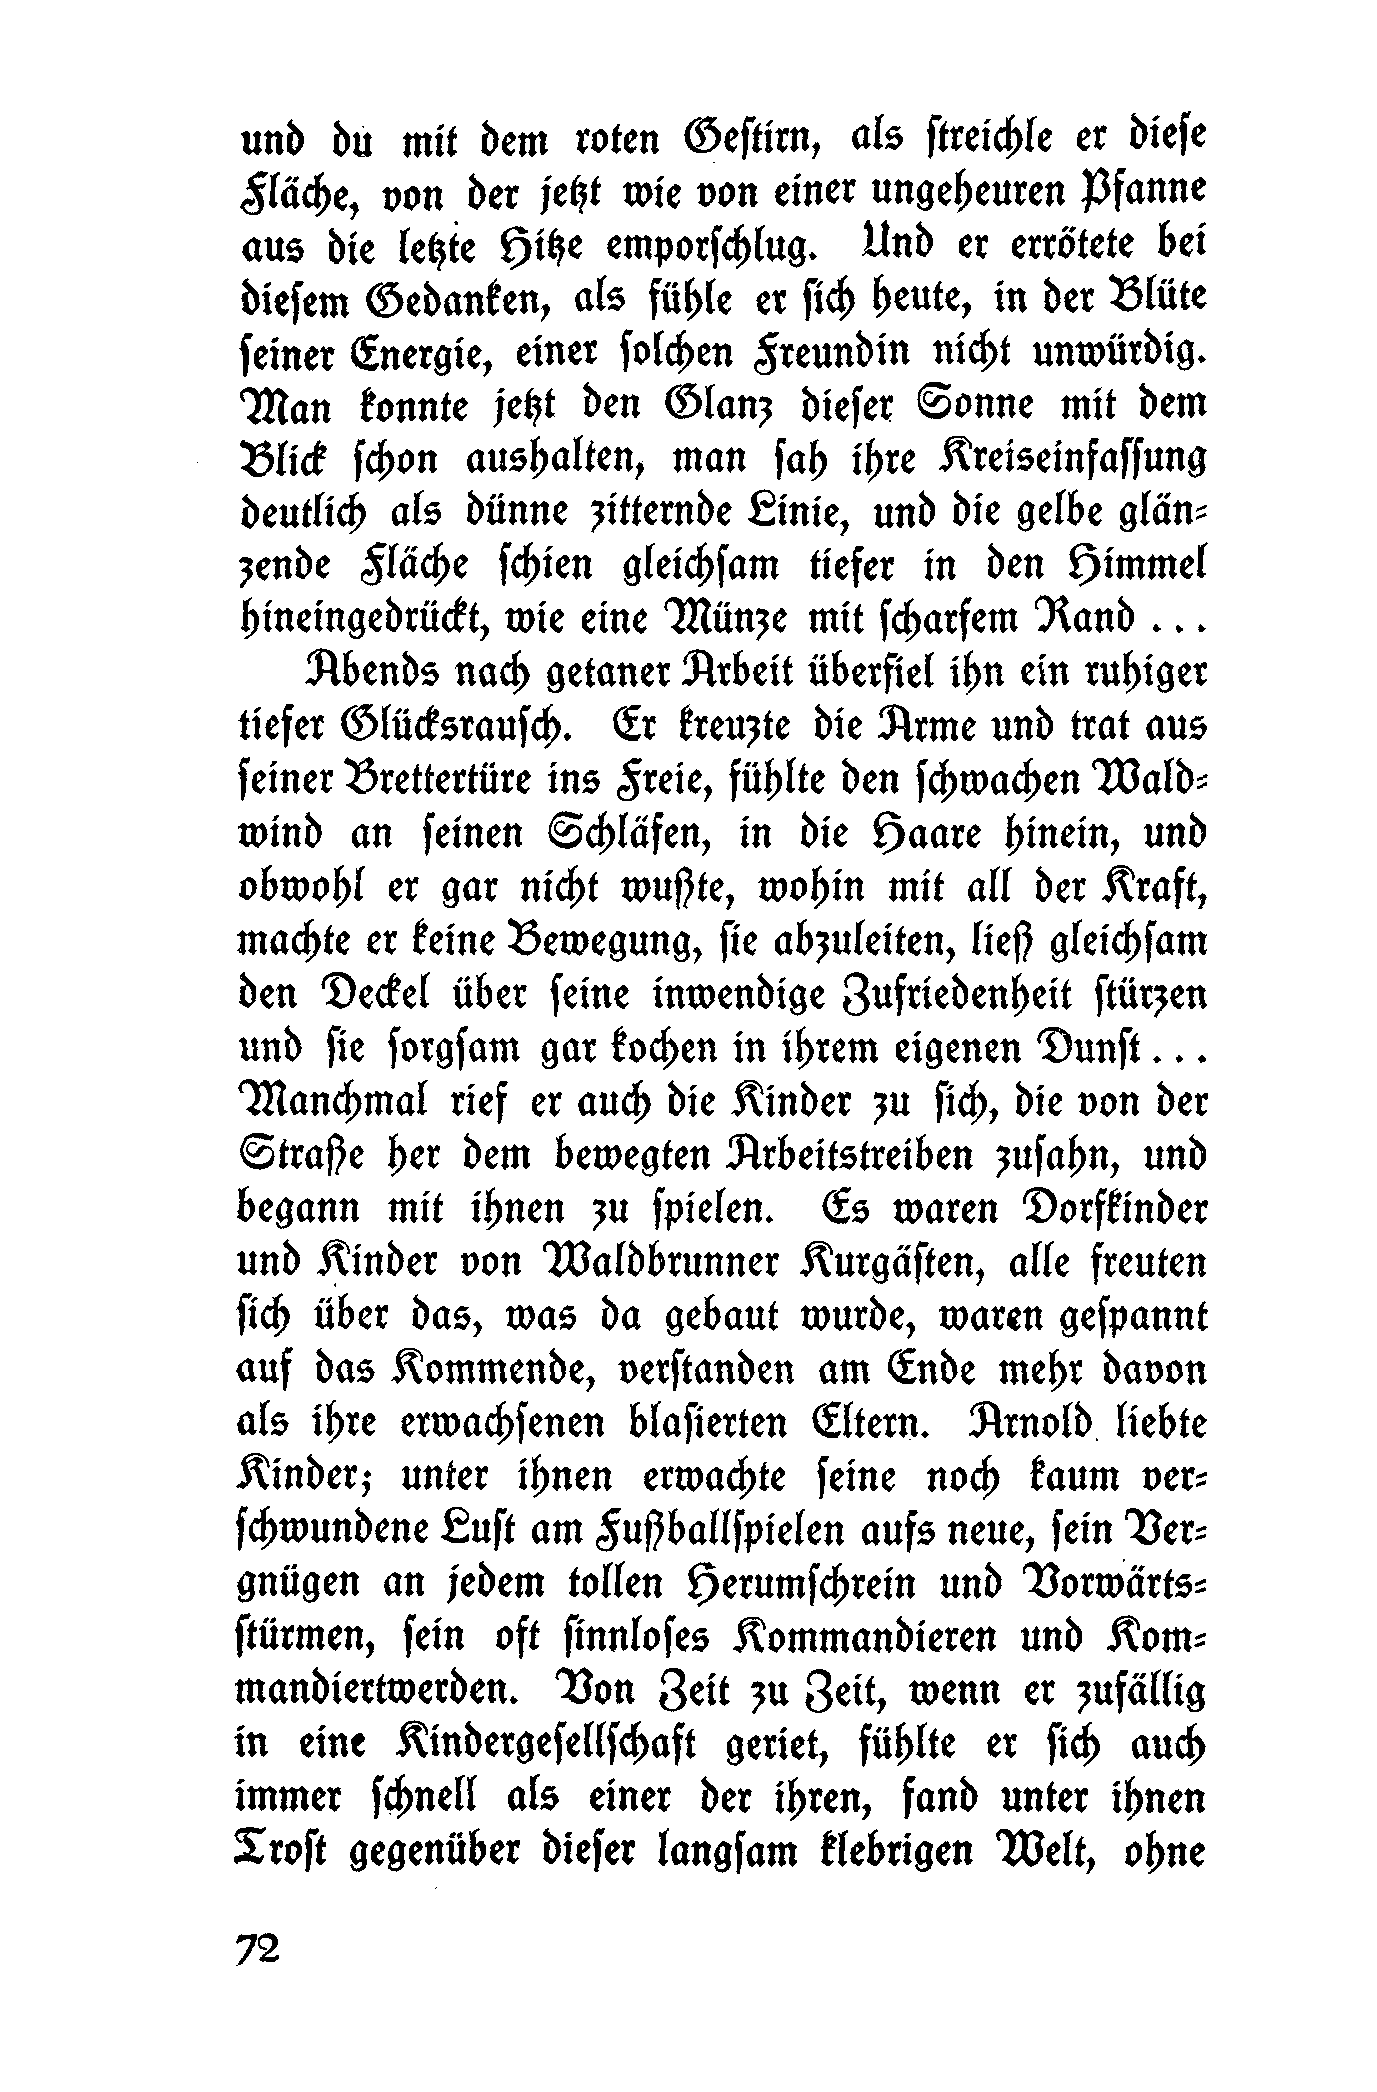 und du mit dem roten Gestirn, als streichle er diese
Fläche, von der jetzt wie von einer ungeheuren Pfanne
aus die letzte Hitze emporschlug. Und er errötete bei
diesem Gedanken, als fühle er sich heute, in der Blüte
seiner Energie, einer solchen Freundin nicht unwürdig.
Man konnte jetzt den Glanz dieser Sonne mit dem
Blick schon aushalten, man sah ihre Kreiseinfassung
deutlich als dünne zitternde Linie, und die gelbe glän-
zende Fläche schien gleichsam tiefer in den Himmel
hineingedrückt, wie eine Münze mit scharfem Rand ...
Abends nach getaner Arbeit überfiel ihn ein ruhiger
tiefer Glücksrausch. Er kreuzte die Arme und trat aus
seiner Brettertüre ins Freie, fühlte den schwachen Wald-
wind an seinen Schläfen, in die Haare hinein, und
obwohl er gar nicht wußte, wohin mit all der Kraft,
machte er keine Bewegung, sie abzuleiten, ließ gleichsam
den Deckel über seine inwendige Zufriedenheit stürzen
und sie sorgsam gar kochen in ihrem eigenen Dunst ...
Manchmal rief er auch die Kinder zu sich, die von der
Straße her dem bewegten Arbeitstreiben zusahn, und
begann mit ihnen zu spielen. Es waren Dorfkinder
und Kinder von Waldbrunner Kurgästen, alle freuten
sich über das, was da gebaut wurde, waren gespannt
auf das Kommende, verstanden am Ende mehr davon
als ihre erwachsenen blasierten Eltern. Arnold liebte
Kinder; unter ihnen erwachte seine noch kaum ver-
schwundene Lust am Fußballspielen aufs neue, sein Ver-
gnügen an jedem tollen Herumschrein und Vorwärts-
stürmen, sein oft sinnloses Kommandieren und Kom-
mandiertwerden. Von Zeit zu Zeit, wenn er zufällig
in eine Kindergesellschaft geriet, fühlte er sich auch
immer schnell als einer der ihren, fand unter ihnen
Trost gegenüber dieser langsam klebrigen Welt, ohne
72